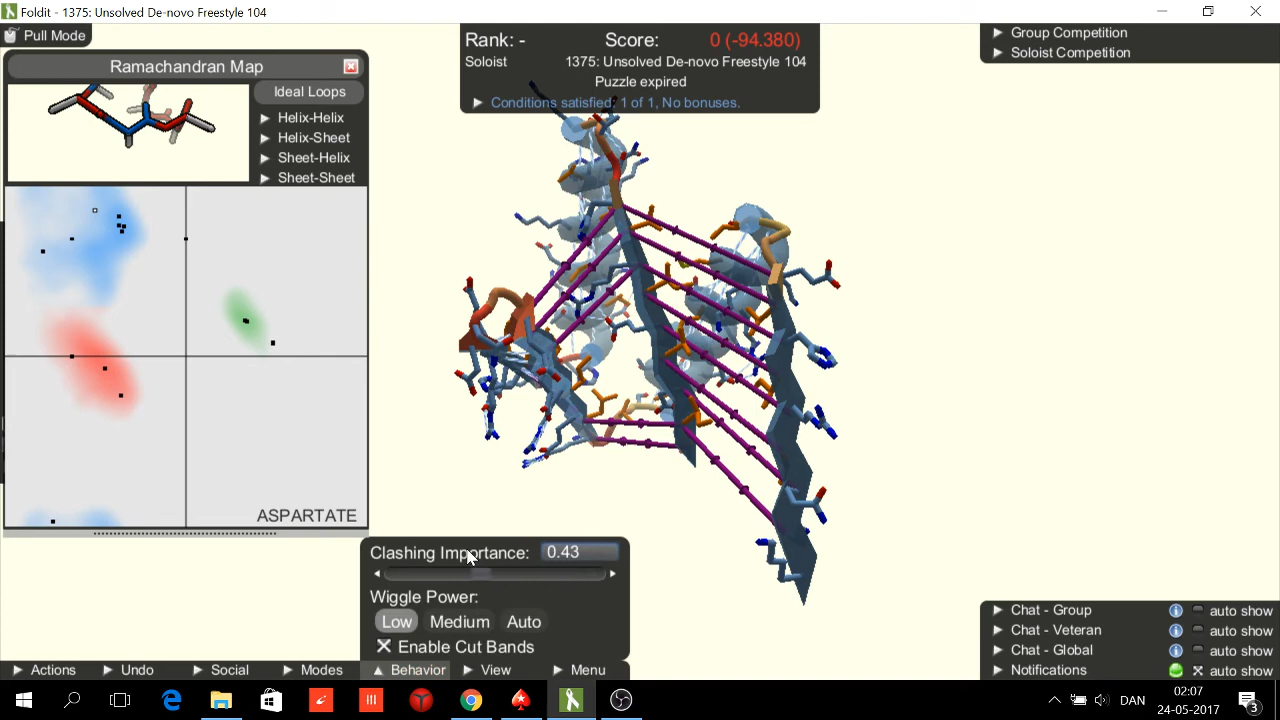 Foldit - 1375: Unsolved De-novo Freestyle 104
Pull Mode
Ramachandran Map
Ideal Loops
Helix-Helix
Helix-Sheet
Sheet-Helix
Sheet-Sheet
ASPARTATE
Rank: - Score: 0 (-94.380)
Soloist 1375: Unsolved De-novo Freestyle 104
Puzzle expired
Conditions satisfied: 1 of 1, No bonuses.
Group Competition
Soloist Competition
Clashing Importance: 0.43
Wiggle Power:
Low Medium Auto
Enable Cut Bands
Actions Undo Social Modes Behavior View Menu
Chat - Group auto show
Chat - Veteran auto show
Chat - Global auto show
Notifications auto show
DAN
02:07
24-05-2017
3